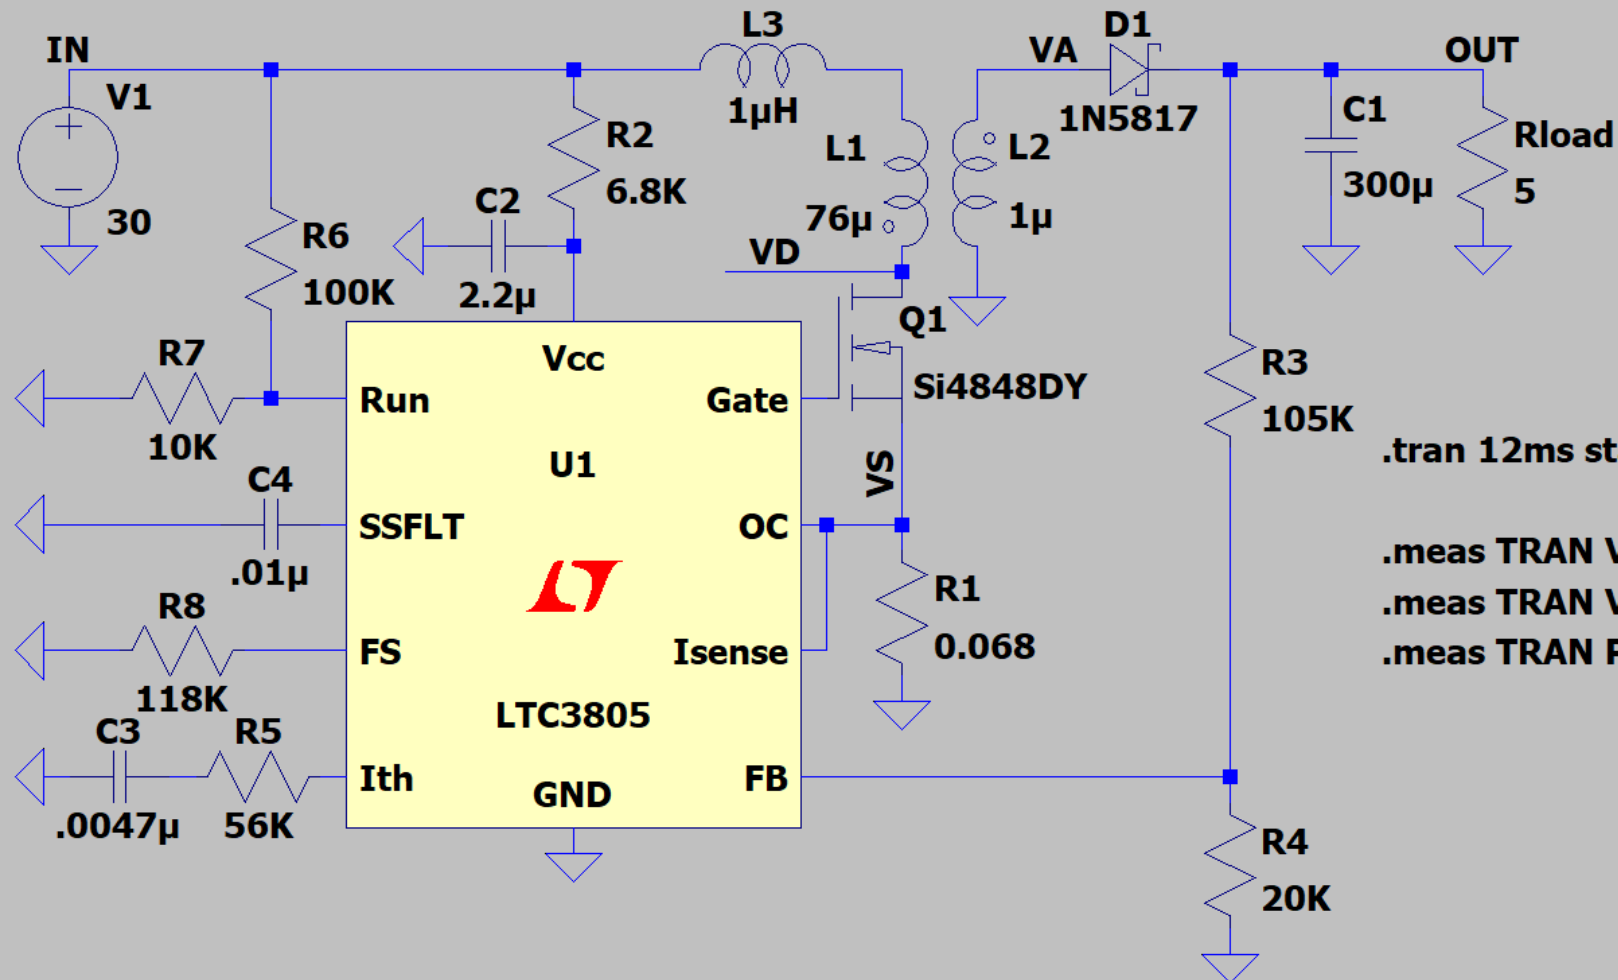 IN
V1
30
R6
100K
R7
10K
C4
.01µ
R8
118K
C3
.0047µ
R5
56K
C2
2.2µ
R2
6.8K
L3
1µH
L1
76µ
VD
L2
1µ
VA
D1
1N5817
OUT
C1
300µ
Rload
5
Q1
Si4848DY
VS
R1
0.068
R3
105K
R4
20K
Vcc
Run
Gate
U1
SSFLT
OC
FS
Isense
LTC3805
Ith
GND
FB
.tran 12ms st
.meas TRAN V
.meas TRAN V
.meas TRAN P